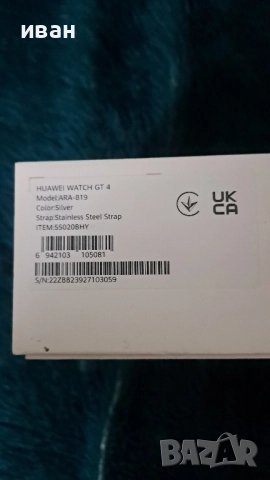 иван
HUAWEI WATCH GT 4
Model:ARA-B19
Color:Silver
Strap:Stainless Steel Strap
ITEM:55020BHY
UK
CA
6 942103 105081
S/N:22ZBB23927103059
BAZAR